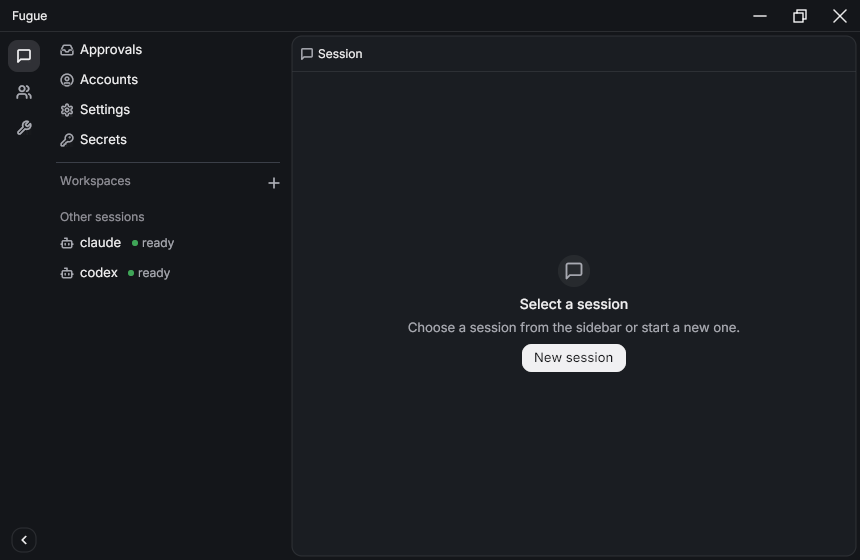 Fugue
Approvals
Accounts
Settings
Secrets
Workspaces
Other sessions
claude ready
codex ready
Session
Select a session
Choose a session from the sidebar or start a new one.
New session